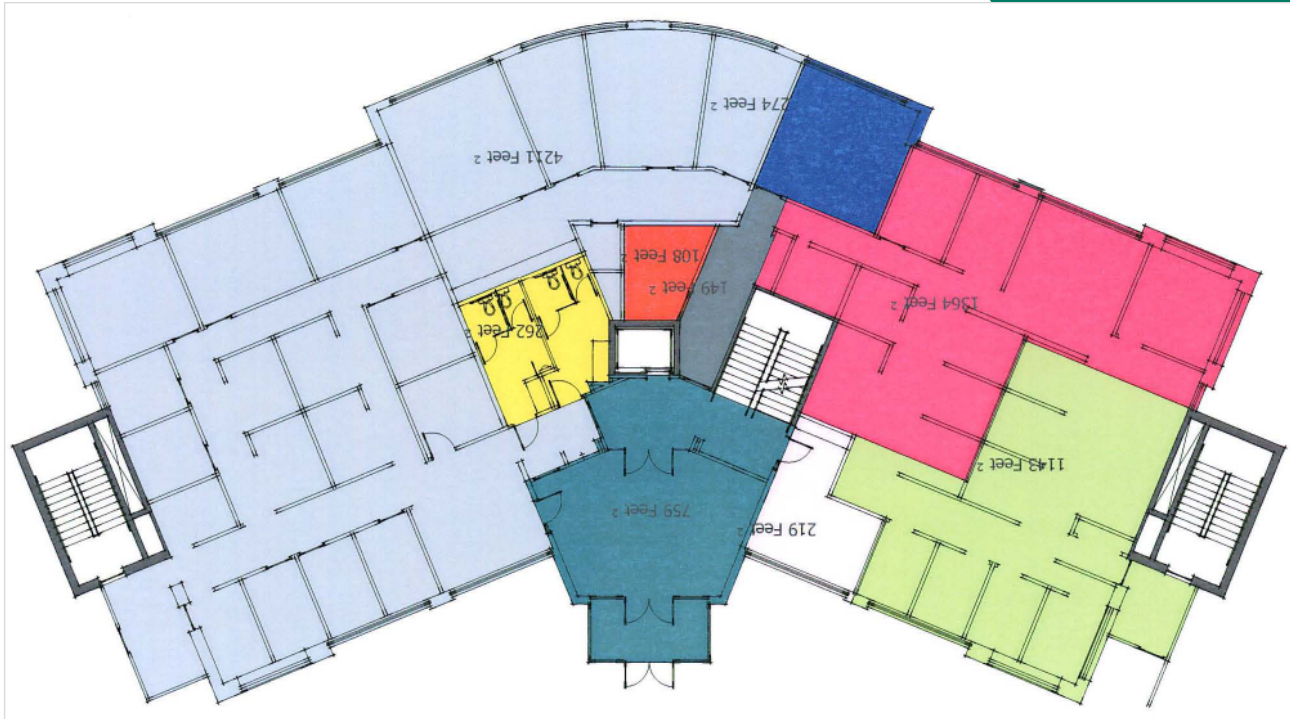 274 Feet ²
4211 Feet ²
108 Feet ²
149 Feet ²
1364 Feet ²
262 Feet ²
1143 Feet ²
759 Feet ²
219 Feet ²